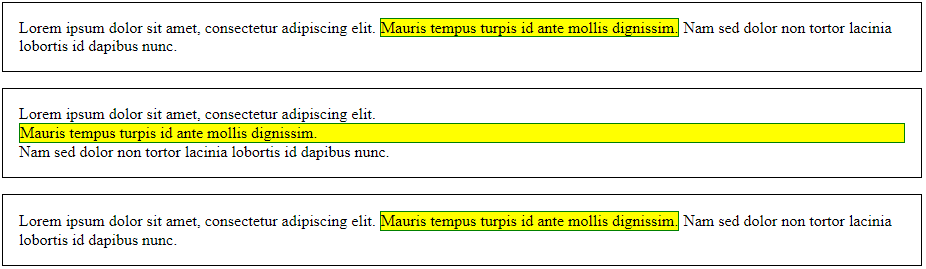 Lorem ipsum dolor sit amet, consectetur adipiscing elit. Mauris tempus turpis id ante mollis dignissim. Nam sed dolor non tortor lacinia
lobortis id dapibus nunc.
Lorem ipsum dolor sit amet, consectetur adipiscing elit.
Mauris tempus turpis id ante mollis dignissim.
Nam sed dolor non tortor lacinia lobortis id dapibus nunc.
Lorem ipsum dolor sit amet, consectetur adipiscing elit. Mauris tempus turpis id ante mollis dignissim. Nam sed dolor non tortor lacinia
lobortis id dapibus nunc.